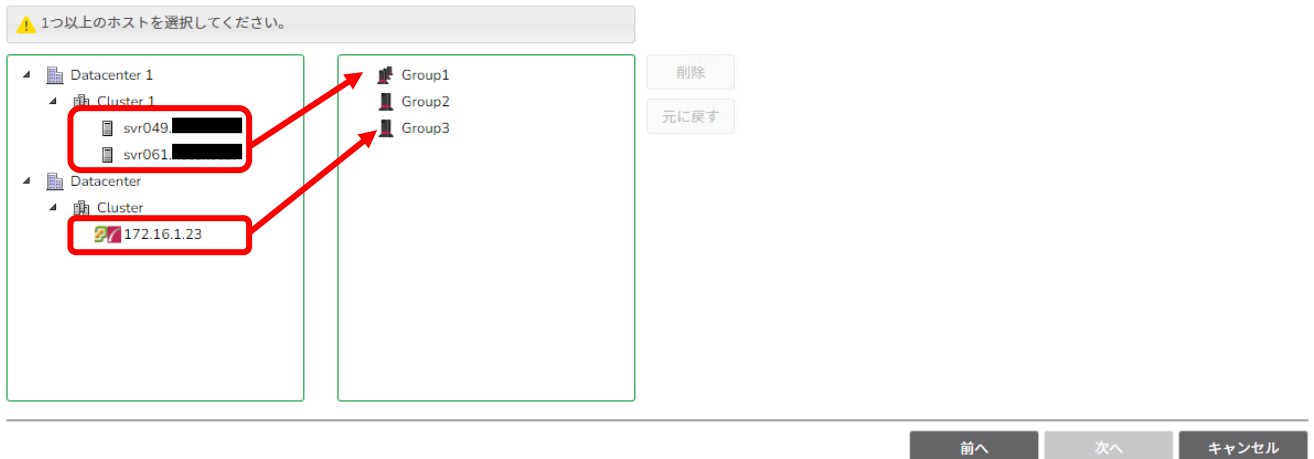 1つ以上のホストを選択してください。
Datacenter 1
Cluster 1
svr049.
svr061.
Datacenter
Cluster
172.16.1.23
Group1
Group2
Group3
削除
元に戻す
前へ
次へ
キャンセル